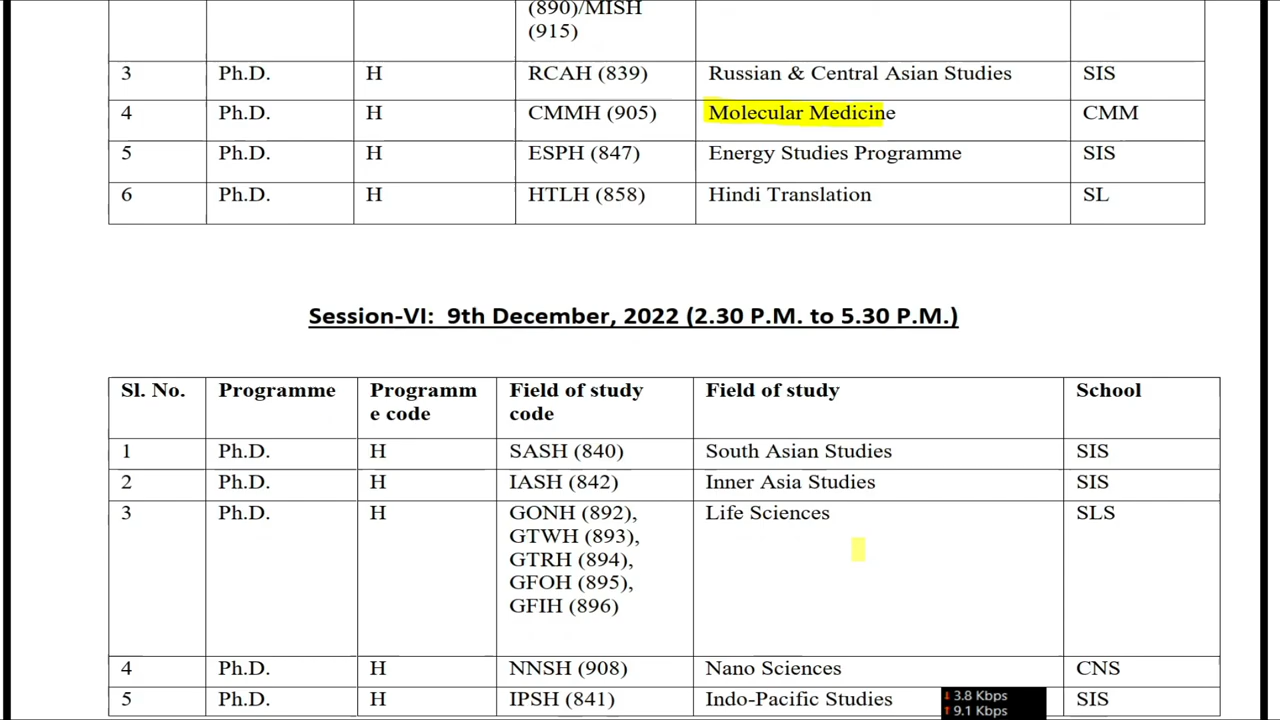 (890)/MISH
(915)
3 Ph.D. H RCAH (839) Russian & Central Asian Studies SIS
4 Ph.D. H CMMH (905) Molecular Medicine CMM
5 Ph.D. H ESPH (847) Energy Studies Programme SIS
6 Ph.D. H HTLH (858) Hindi Translation SL
Session-VI: 9th December, 2022 (2.30 P.M. to 5.30 P.M.)
Sl. No. Programme Programm Field of study Field of study School
e code code
1 Ph.D. H SASH (840) South Asian Studies SIS
2 Ph.D. H IASH (842) Inner Asia Studies SIS
3 Ph.D. H GONH (892), Life Sciences SLS
GTWH (893),
GTRH (894),
GFOH (895),
GFIH (896)
4 Ph.D. H NNSH (908) Nano Sciences CNS
5 Ph.D. H IPSH (841) Indo-Pacific Studies SIS
↓ 3.8 Kbps
↑ 9.1 Kbps